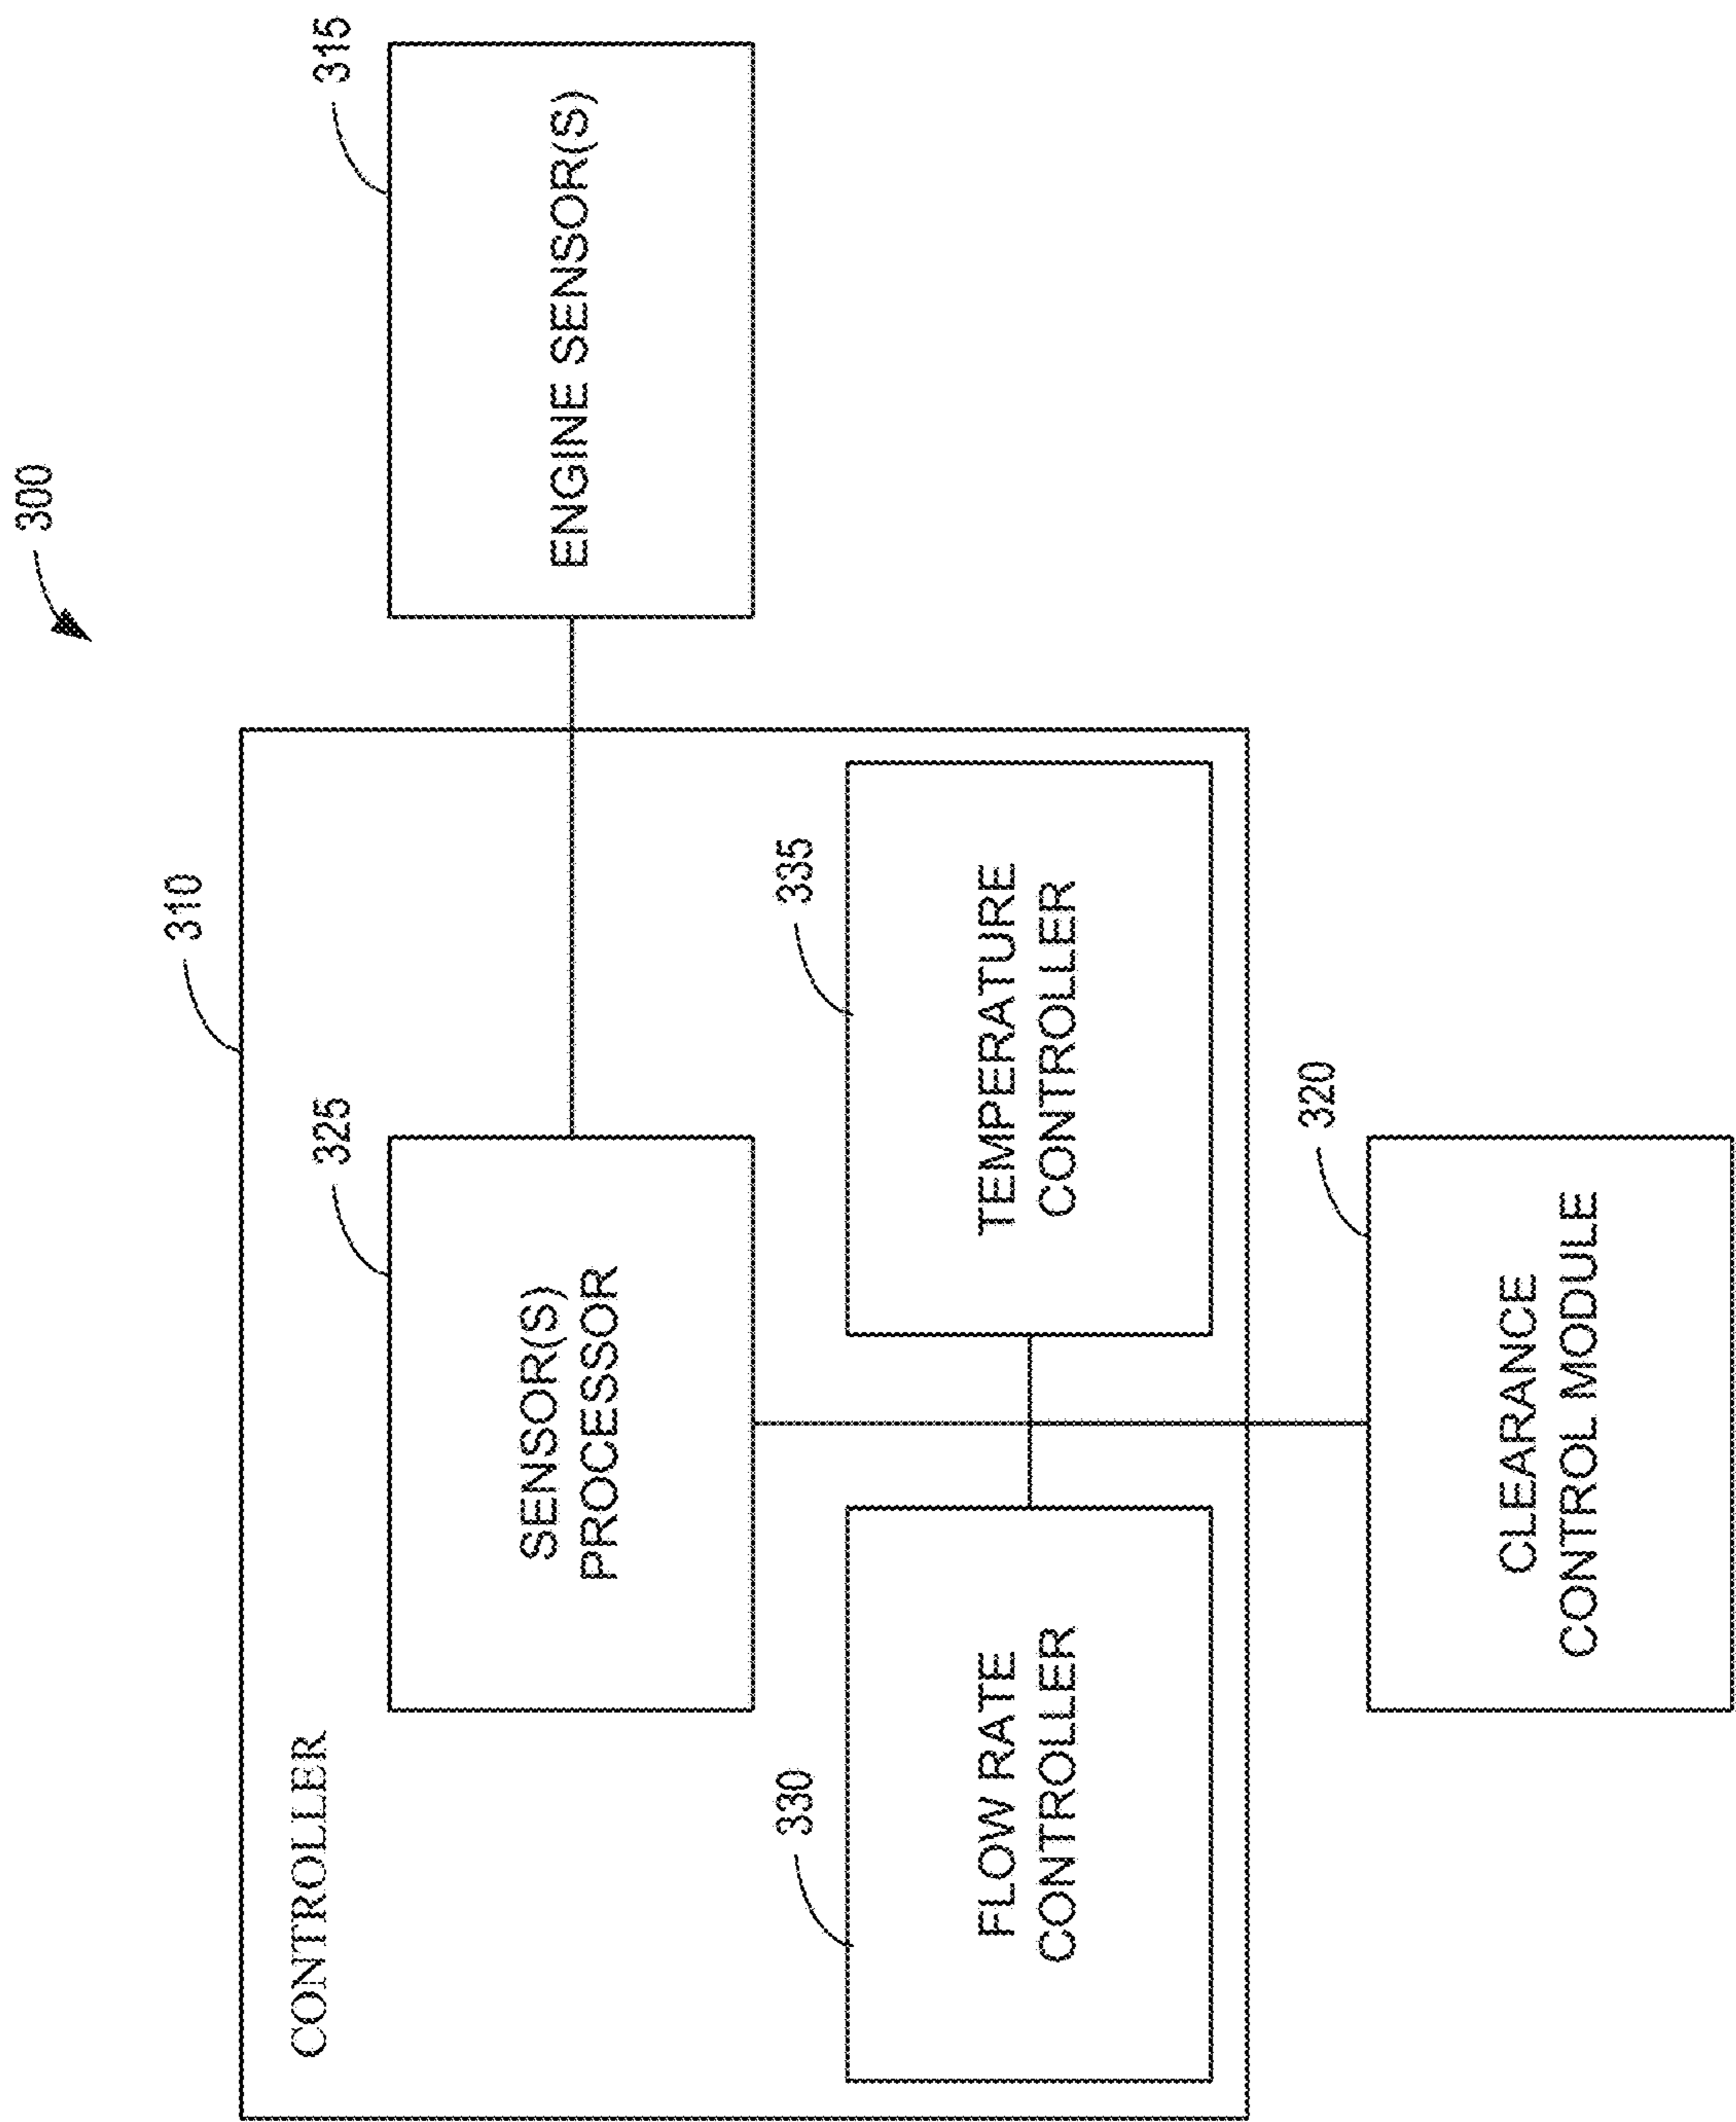 300
310
CONTROLLER
325
SENSOR(S)
PROCESSOR
315
ENGINE SENSOR(S)
330
FLOW RATE
CONTROLLER
335
TEMPERATURE
CONTROLLER
320
CLEARANCE
CONTROL MODULE